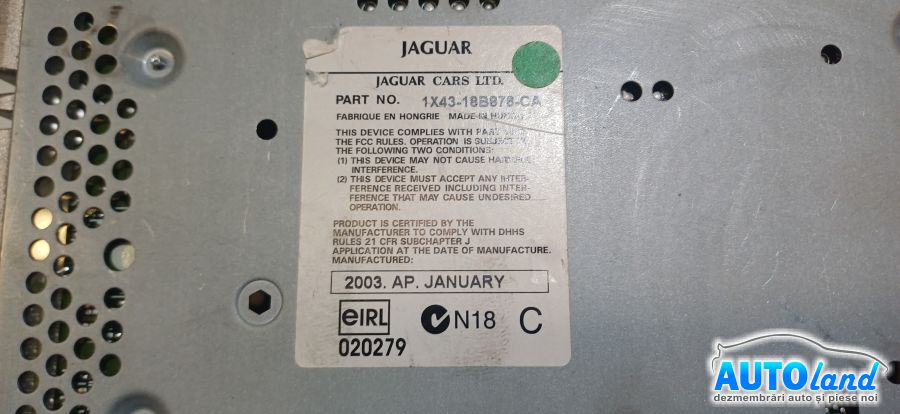 JAGUAR
JAGUAR CARS LTD.
PART NO. 1X43-18B876-CA
FABRIQUE EN HONGRIE MADE IN
THIS DEVICE COMPLIES WITH PART
THE FCC RULES. OPERATION IS SUBJECT
THE FOLLOWING TWO CONDITIONS:
(1) THIS DEVICE MAY NOT CAUSE HARMFUL
INTERFERENCE.
(2) THIS DEVICE MUST ACCEPT ANY INTER-
FERENCE RECEIVED INCLUDING INTER-
FERENCE THAT MAY CAUSE UNDESIRED
OPERATION.
PRODUCT IS CERTIFIED BY THE
MANUFACTURER TO COMPLY WITH DHHS
RULES 21 CFR SUBCHAPTER J
APPLICATION AT THE DATE OF MANUFACTURE.
MANUFACTURED:
2003. AP. JANUARY
eIRL
020279
N18 C
AUTOland
dezmembrări auto și piese noi